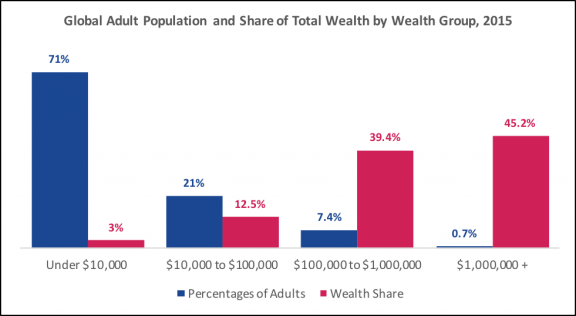 Global Adult Population and Share of Total Wealth by Wealth Group, 2015
71%
3%
21%
12.5%
7.4%
39.4%
0.7%
45.2%
Under $10,000
$10,000 to $100,000
$100,000 to $1,000,000
$1,000,000 +
Percentages of Adults
Wealth Share